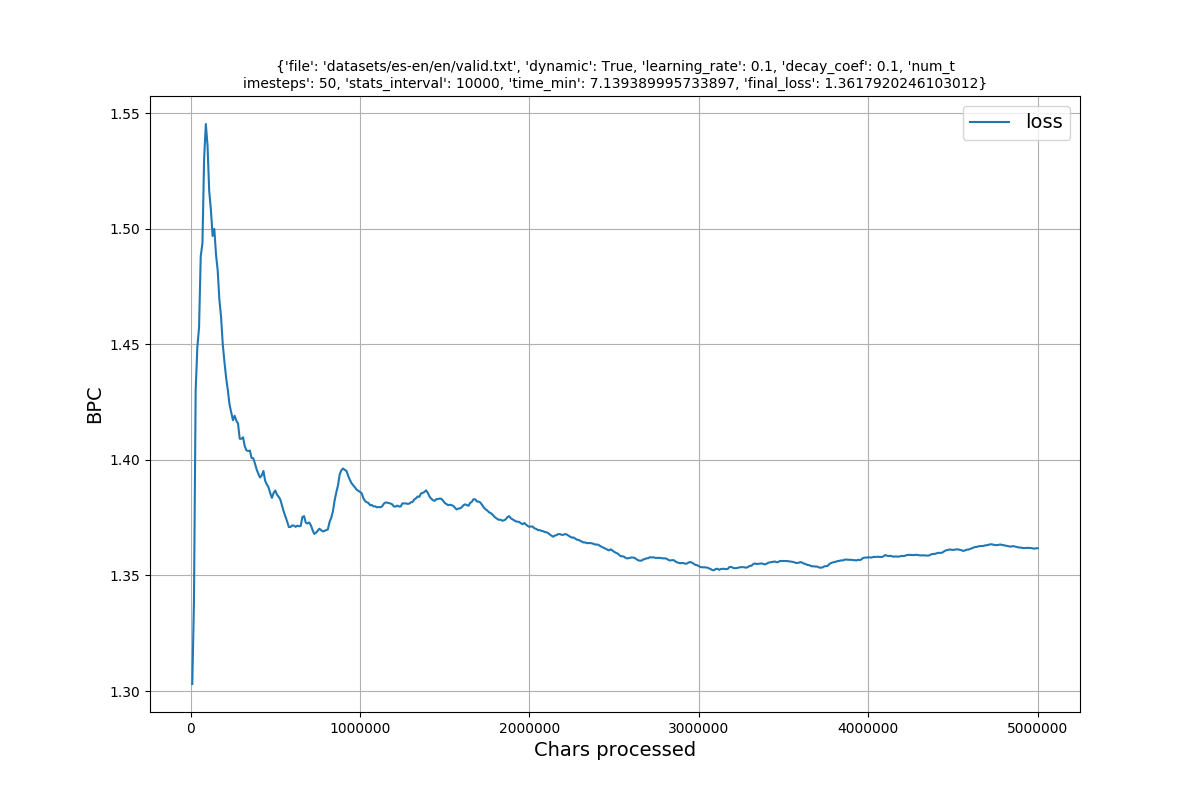 {'file': 'datasets/es-en/en/valid.txt', 'dynamic': True, 'learning_rate': 0.1, 'decay_coef': 0.1, 'num_t
imesteps': 50, 'stats_interval': 10000, 'time_min': 7.139389995733897, 'final_loss': 1.3617920246103012}
loss
1.55
1.50
1.45
1.40
1.35
1.30
BPC
0 1000000 2000000 3000000 4000000 5000000
Chars processed